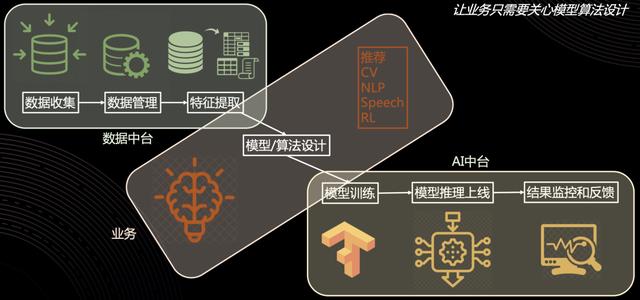 让业务只需要关心模型算法设计
推荐
CV
NLP
Speech
RL
数据收集
数据管理
特征提取
数据中台
模型/算法设计
AI中台
模型训练
模型推理上线
结果监控和反馈
业务